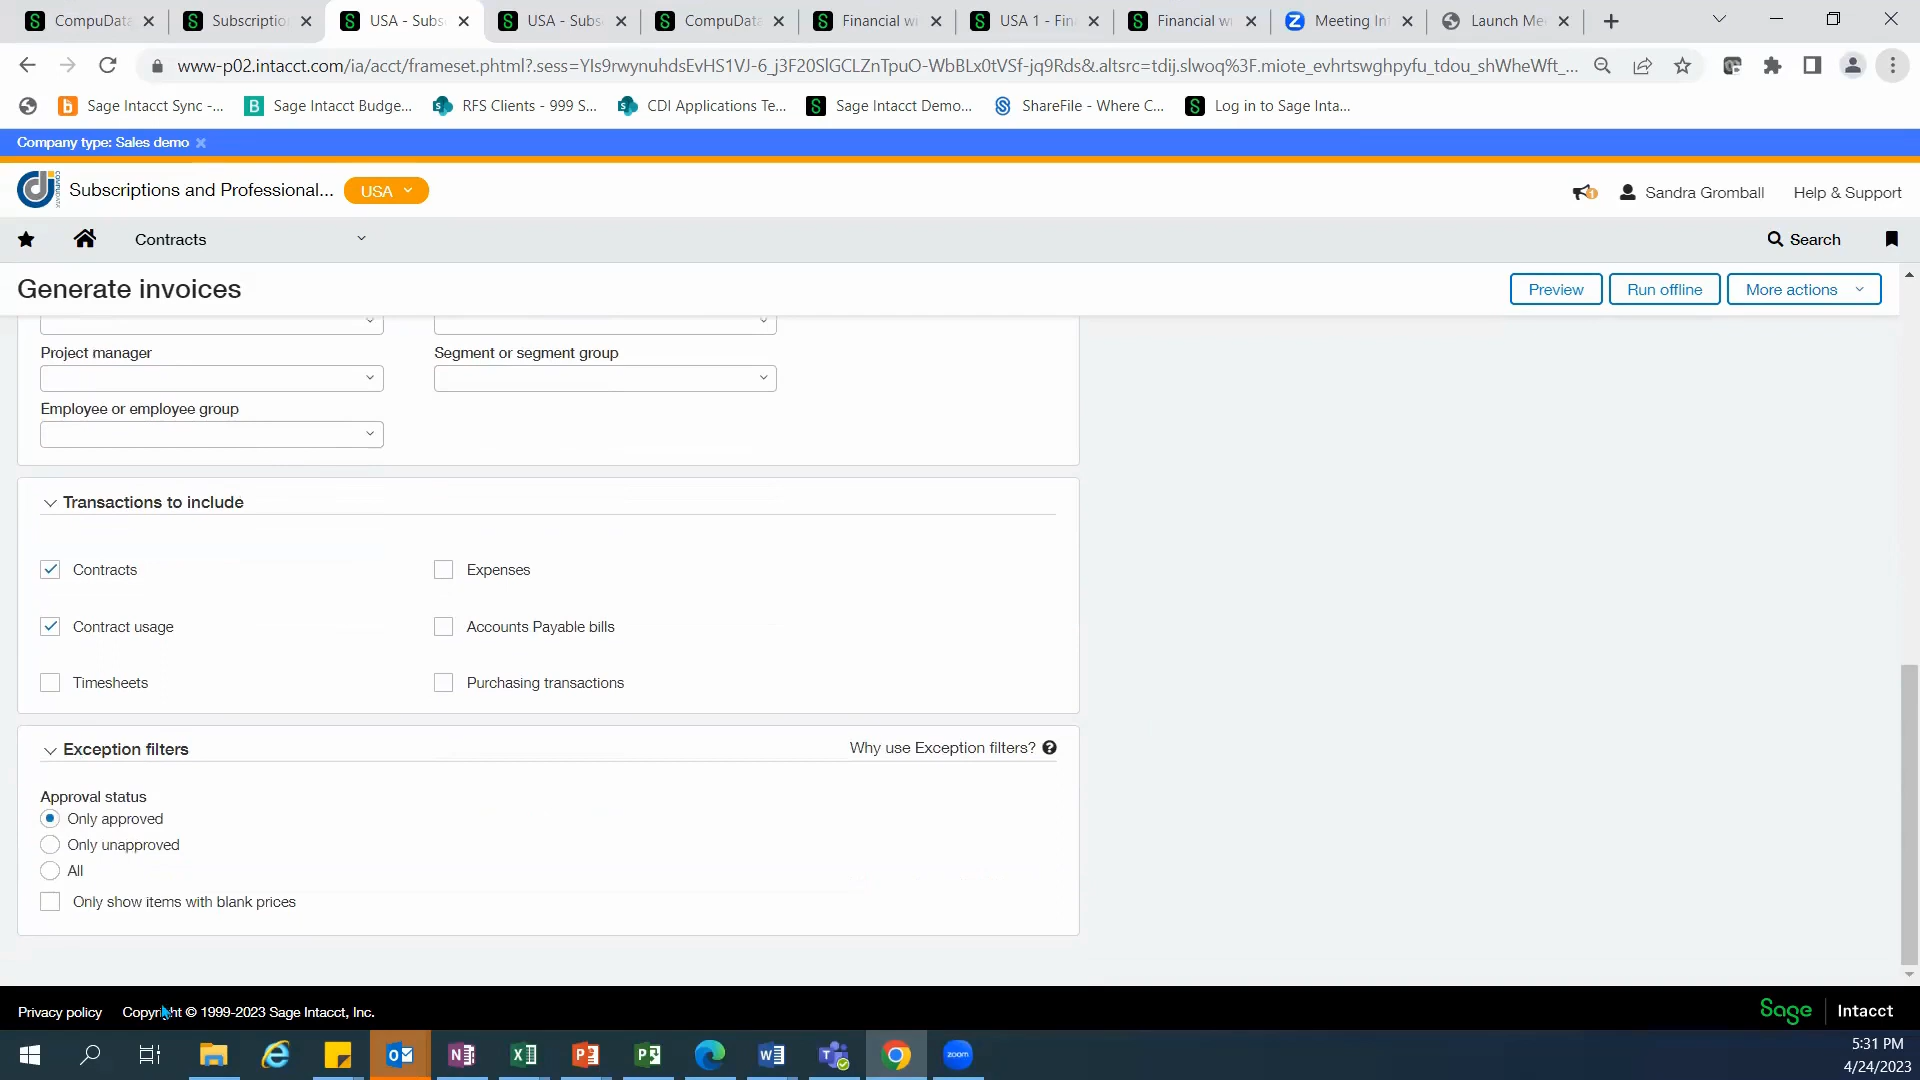 CompuData
Subscription
USA - Subs
USA - Subs
CompuData
Financial wi
USA 1 - Fin
Financial wi
Meeting Inf
Launch Mee
www-p02.intacct.com/ia/acct/frameset.phtml?.sess=YIs9rwynuhdsEvHS1VJ-6_j3F20SlGCLZnTpuO-WbBLx0tVSf-jq9Rds&.altsrc=tdij.slwoq%3F.miote_evhrtswghpyfu_tdou_shWheWft_...
Sage Intacct Sync -...
Sage Intacct Budge...
RFS Clients - 999 S...
CDI Applications Te...
Sage Intacct Demo...
ShareFile - Where C...
Log in to Sage Inta...
Company type: Sales demo
Subscriptions and Professional...
USA
Sandra Gromball
Help & Support
Contracts
Search
Generate invoices
Preview
Run offline
More actions
Project manager
Segment or segment group
Employee or employee group
Transactions to include
Contracts
Expenses
Contract usage
Accounts Payable bills
Timesheets
Purchasing transactions
Exception filters
Why use Exception filters?
Approval status
Only approved
Only unapproved
All
Only show items with blank prices
Privacy policy
Copyright © 1999-2023 Sage Intacct, Inc.
Sage
Intacct
zoom
5:31 PM
4/24/2023